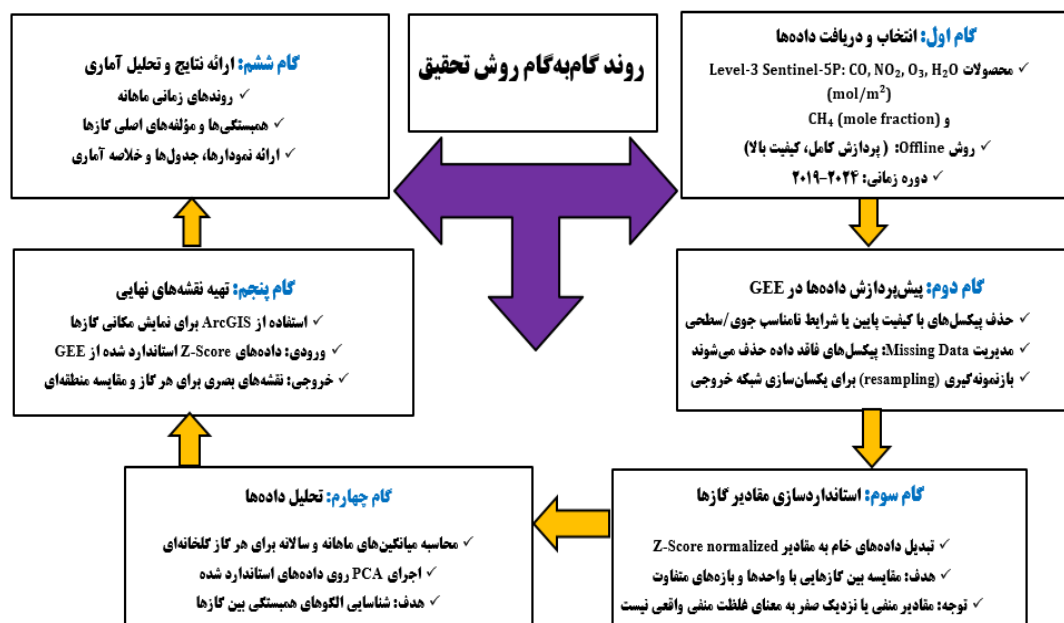 روند گام‌به‌گام روش تحقیق
گام اول: انتخاب و دریافت داده‌ها
✓ محصولات Level-3 Sentinel-5P: CO, NO₂, O₃, H₂O
(mol/m²)
و CH₄ (mole fraction)
✓ روش Offline: (پردازش کامل، کیفیت بالا)
✓ دوره زمانی: ۲۰۲۴–۲۰۱۹
گام دوم: پیش‌پردازش داده‌ها در GEE
✓ حذف پیکسل‌های با کیفیت پایین یا شرایط نامناسب جوی/سطحی
✓ مدیریت Missing Data: پیکسل‌های فاقد داده حذف می‌شوند
✓ بازنمونه‌گیری (resampling) برای یکسان‌سازی شبکه خروجی
گام سوم: استانداردسازی مقادیر گازها
✓ تبدیل داده‌های خام به مقادیر Z-Score normalized
✓ هدف: مقایسه بین گازهایی با واحدها و بازه‌های متفاوت
✓ توجه: مقادیر منفی یا نزدیک صفر به معنای غلظت منفی واقعی نیست
گام چهارم: تحلیل داده‌ها
✓ محاسبه میانگین‌های ماهانه و سالانه برای هر گاز گلخانه‌ای
✓ اجرای PCA روی داده‌های استاندارد شده
✓ هدف: شناسایی الگوهای همبستگی بین گازها
گام پنجم: تهیه نقشه‌های نهایی
✓ استفاده از ArcGIS برای نمایش مکانی گازها
✓ ورودی: داده‌های Z-Score استاندارد شده از GEE
✓ خروجی: نقشه‌های بصری برای هر گاز و مقایسه منطقه‌ای
گام ششم: ارائه نتایج و تحلیل آماری
✓ روندهای زمانی ماهانه
✓ همبستگی‌ها و مؤلفه‌های اصلی گازها
✓ ارائه نمودارها، جدول‌ها و خلاصه آماری